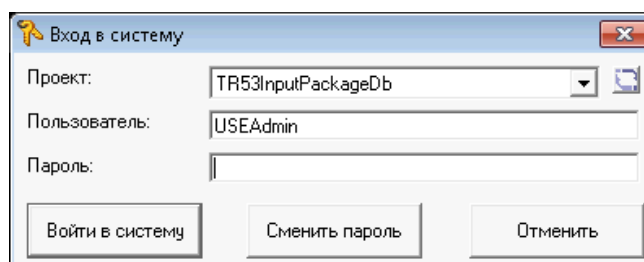 Вход в систему
Проект: TR53InputPackageDb
Пользователь: USEAdmin
Пароль:
Войти в систему Сменить пароль Отменить